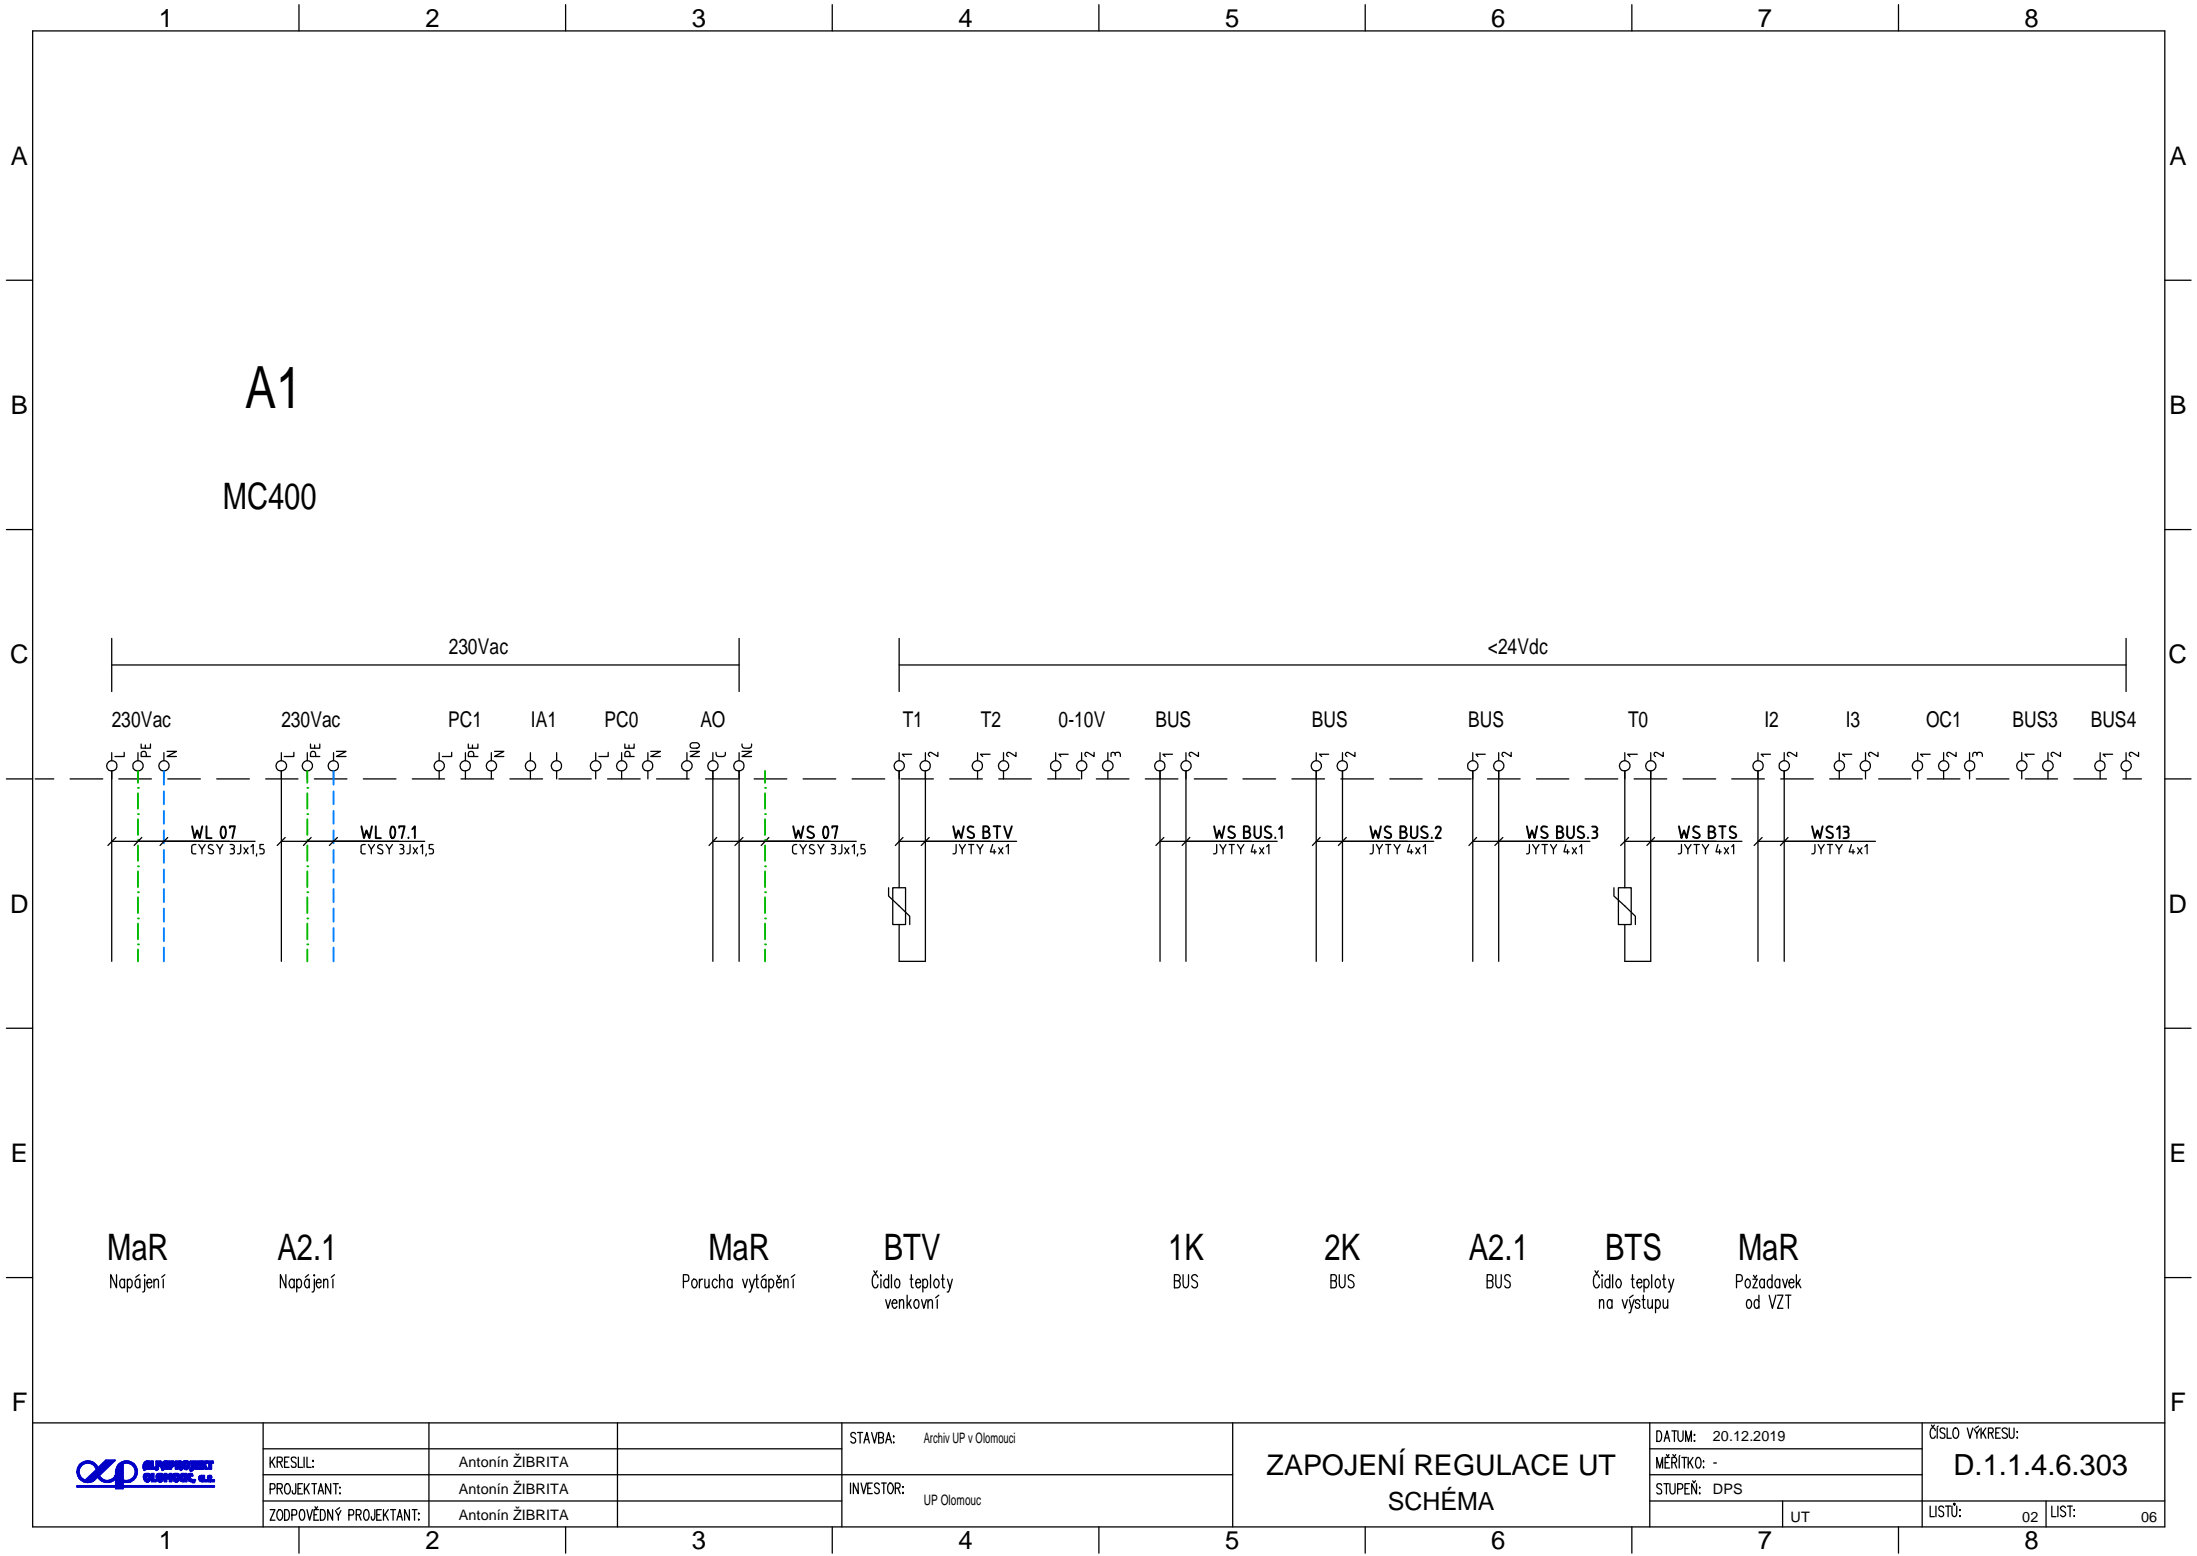 1 2 3 4 5 6 7 8
A A
A1
B B
MC400
C 230Vac <24Vdc C
230Vac 230Vac PC1 IA1 PC0 AO T1 T2 0-10V BUS BUS BUS T0 I2 I3 OC1 BUS3 BUS4
L PE N L PE N L PE N L PE N NO C NC 1 2 1 2 1 2 3 1 2 1 2 1 2 1 2 1 2 1 2 1 2 3 1 2 1 2
WL 07 WL 07.1 WS 07 WS BTV WS BUS.1 WS BUS.2 WS BUS.3 WS BTS WS13
CYSY 3Jx1,5 CYSY 3Jx1,5 CYSY 3Jx1,5 JYTY 4x1 JYTY 4x1 JYTY 4x1 JYTY 4x1 JYTY 4x1 JYTY 4x1
D D
E E
MaR A2.1 MaR BTV 1K 2K A2.1 BTS MaR
Napájení Napájení Porucha vytápění Čidlo teploty BUS BUS BUS Čidlo teploty Požadavek
venkovní na výstupu od VZT
F F
ALFAPROJEKT
OLOMOUC, a.s.
KRESLIL: Antonín ŽIBRITA
PROJEKTANT: Antonín ŽIBRITA
ZODPOVĚDNÝ PROJEKTANT: Antonín ŽIBRITA
STAVBA: Archiv UP v Olomouci
INVESTOR: UP Olomouc
ZAPOJENÍ REGULACE UT
SCHÉMA
DATUM: 20.12.2019
MĚŘÍTKO: -
STUPEŇ: DPS
UT
ČÍSLO VÝKRESU:
D.1.1.4.6.303
LISTŮ: 02 LIST: 06
1 2 3 4 5 6 7 8